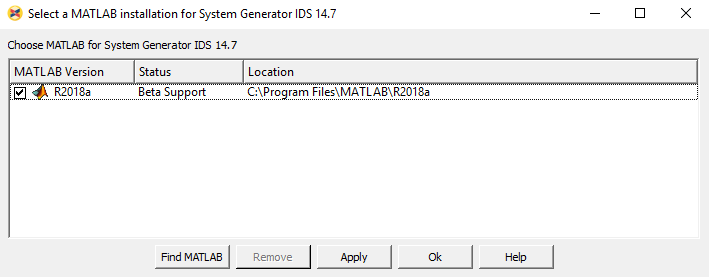 Select a MATLAB installation for System Generator IDS 14.7
Choose MATLAB for System Generator IDS 14.7
MATLAB Version Status Location
R2018a Beta Support C:\Program Files\MATLAB\R2018a
Find MATLAB Remove Apply Ok Help